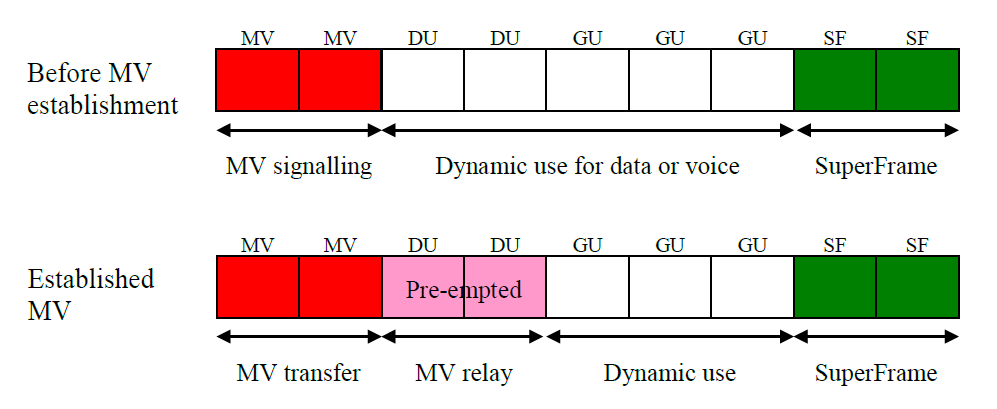 MV MV DU DU GU GU GU SF SF
Before MV
establishment
MV signalling Dynamic use for data or voice SuperFrame
MV MV DU DU GU GU GU SF SF
Established
MV
Pre-empted
MV transfer MV relay Dynamic use SuperFrame